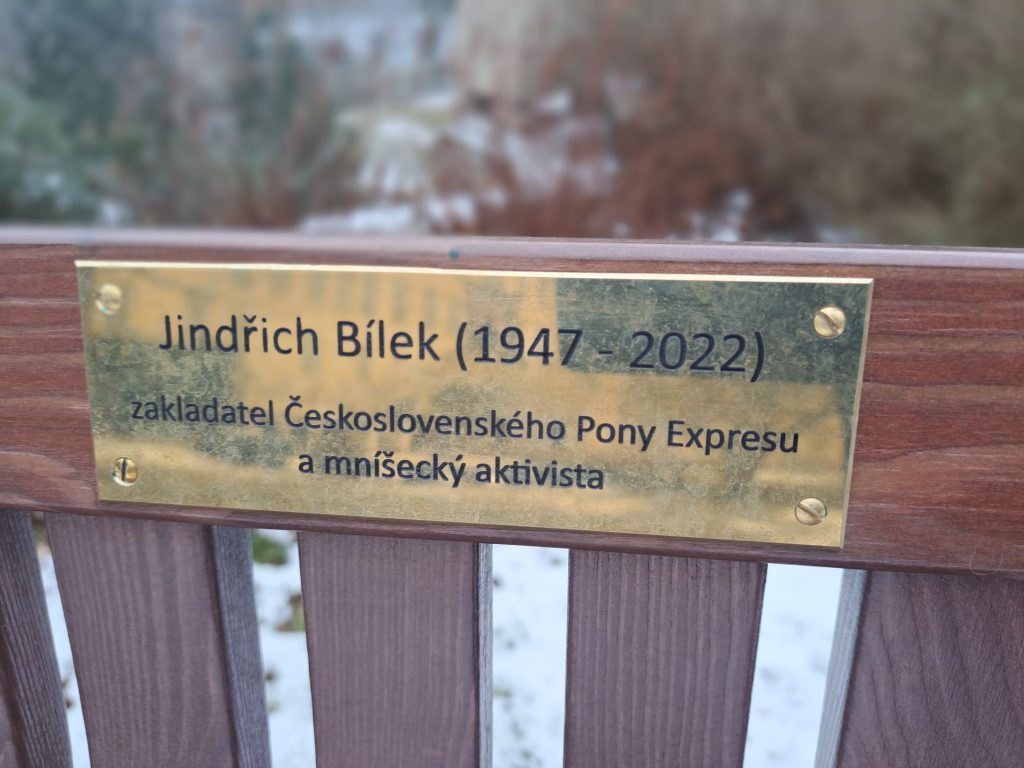 Jindřich Bílek (1947 - 2022)
zakladatel Československého Pony Expresu
a mníšecký aktivista